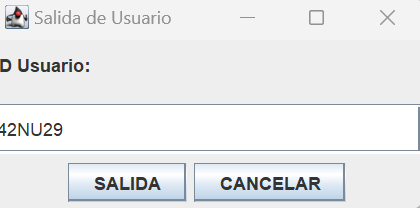 Salida de Usuario
D Usuario:
42NU29
SALIDA CANCELAR